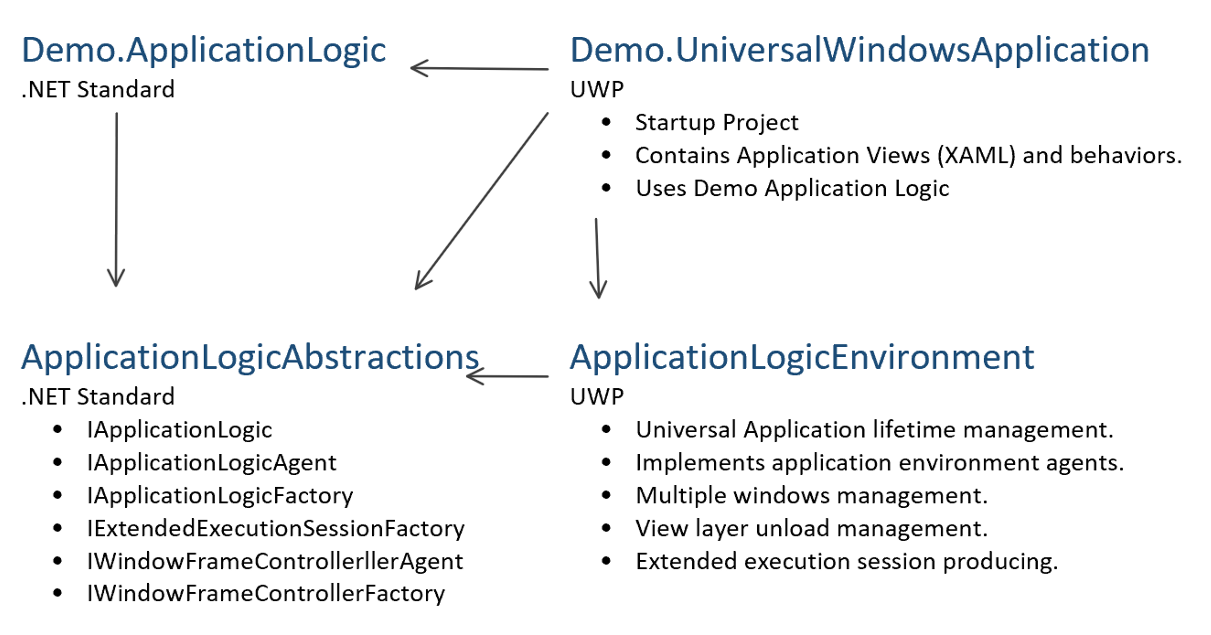 Demo.ApplicationLogic
.NET Standard
Demo.UniversalWindowsApplication
UWP
• Startup Project
• Contains Application Views (XAML) and behaviors.
• Uses Demo Application Logic
ApplicationLogicAbstractions
.NET Standard
• IApplicationLogic
• IApplicationLogicAgent
• IApplicationLogicFactory
• IExtendedExecutionSessionFactory
• IWindowFrameControllerllerAgent
• IWindowFrameControllerFactory
ApplicationLogicEnvironment
UWP
• Universal Application lifetime management.
• Implements application environment agents.
• Multiple windows management.
• View layer unload management.
• Extended execution session producing.